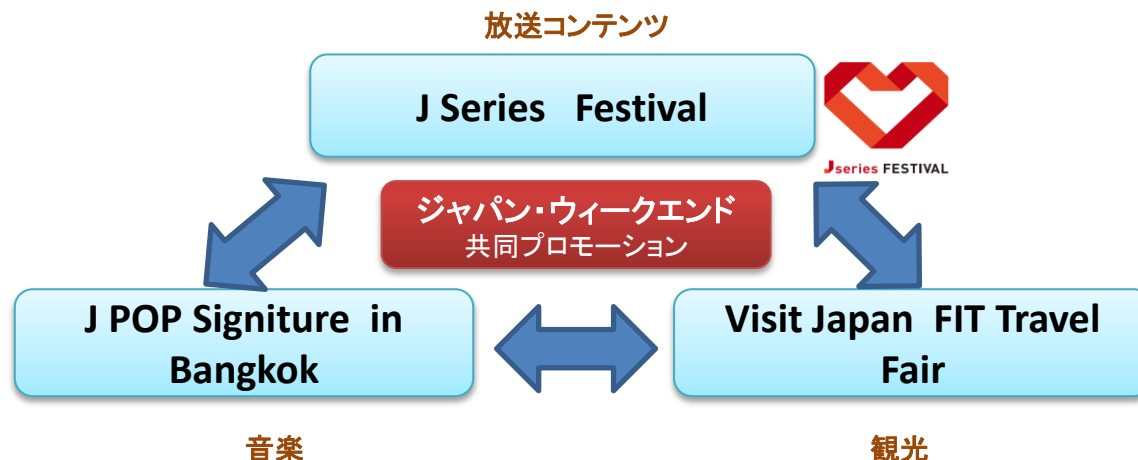 放送コンテンツ
J Series Festival
Jseries FESTIVAL
ジャパン・ウィークエンド
共同プロモーション
J POP Signiture in
Bangkok
Visit Japan FIT Travel
Fair
音楽
観光